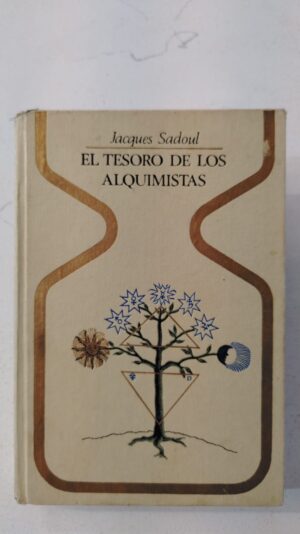 Jacques Sadoul
EL TESORO DE LOS
ALQUIMISTAS